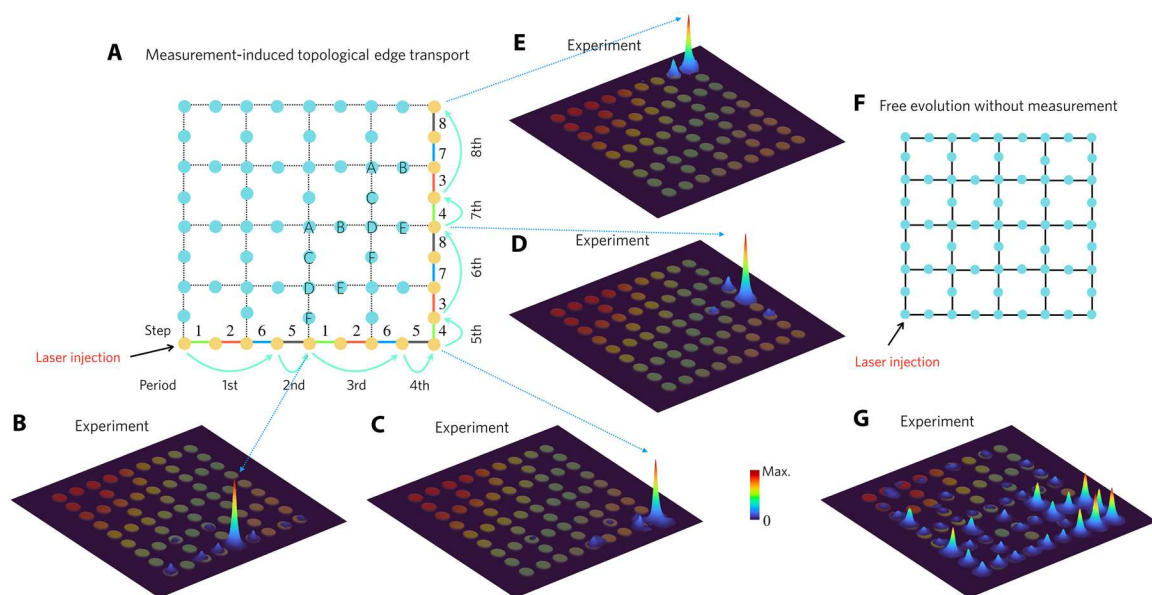 A Measurement-induced topological edge transport
8
7
8th
A B
3
C
4
7th
A B D E
8
C F
7
6th
D E
3
F
4
5th
Step 1 2 6 5 1 2 6 5
Laser injection
Period 1st 2nd 3rd 4th
E Experiment
D Experiment
F Free evolution without measurement
Laser injection
B Experiment
C Experiment
Max.
0
G Experiment